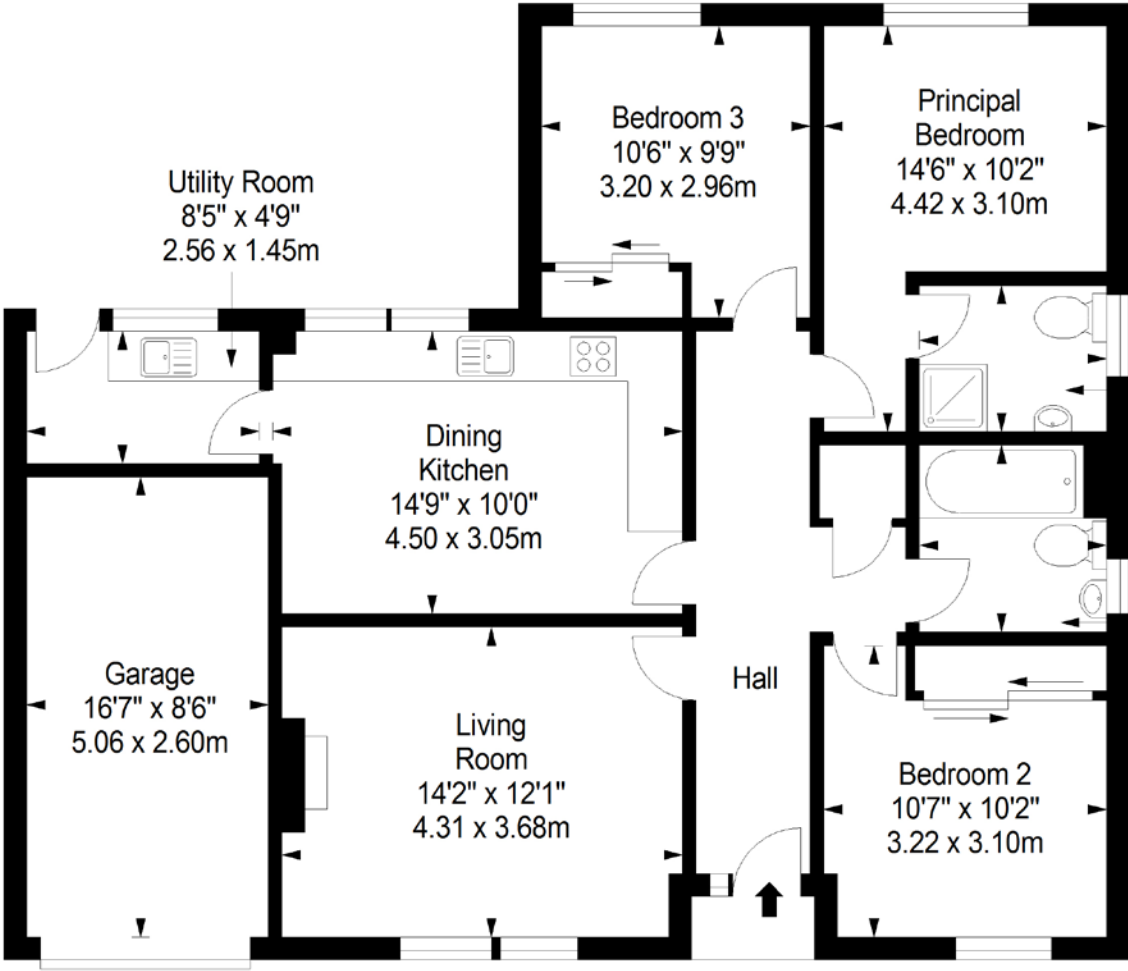 Bedroom 3
10'6" x 9'9"
3.20 x 2.96m
Principal
Bedroom
14'6" x 10'2"
4.42 x 3.10m
Utility Room
8'5" x 4'9"
2.56 x 1.45m
Dining
Kitchen
14'9" x 10'0"
4.50 x 3.05m
Garage
16'7" x 8'6"
5.06 x 2.60m
Living
Room
14'2" x 12'1"
4.31 x 3.68m
Hall
Bedroom 2
10'7" x 10'2"
3.22 x 3.10m